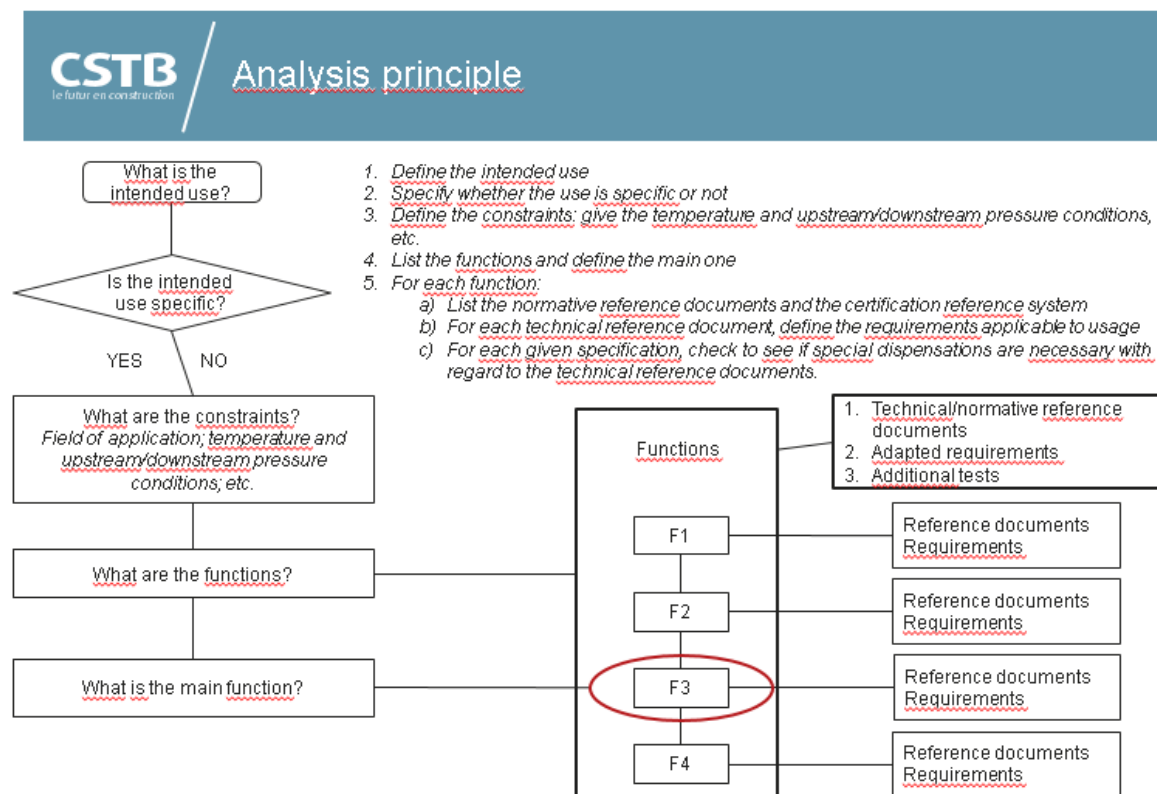 CSTB
le futur en construction
Analysis principle
What is the
intended use?
1. Define the intended use
2. Specify whether the use is specific or not
3. Define the constraints: give the temperature and upstream/downstream pressure conditions,
etc.
4. List the functions and define the main one
5. For each function:
a) List the normative reference documents and the certification reference system
b) For each technical reference document, define the requirements applicable to usage
c) For each given specification, check to see if special dispensations are necessary with
regard to the technical reference documents.
Is the intended
use specific?
YES
NO
What are the constraints?
Field of application; temperature and
upstream/downstream pressure
conditions; etc.
What are the functions?
What is the main function?
Functions
1. Technical/normative reference
documents
2. Adapted requirements
3. Additional tests
F1
Reference documents
Requirements
F2
Reference documents
Requirements
F3
Reference documents
Requirements
F4
Reference documents
Requirements